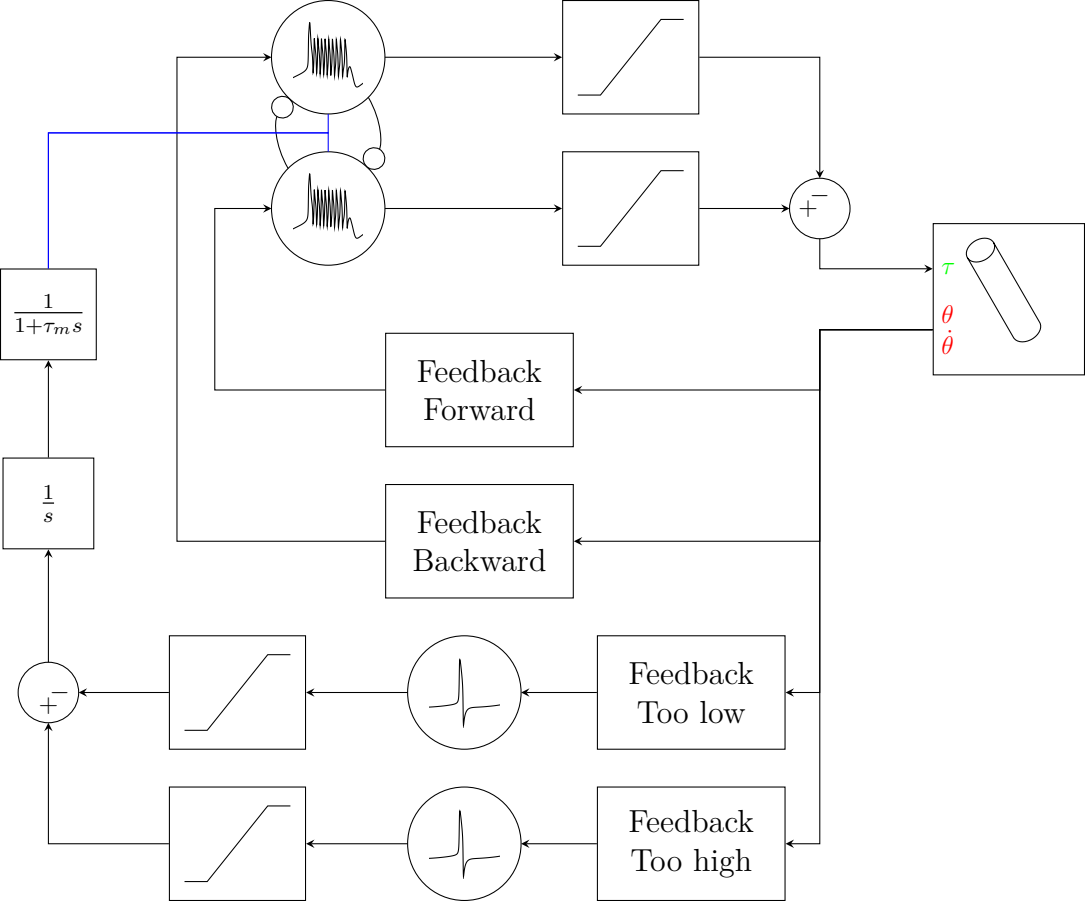 −
+
τ
θ
θ̇
1
1+τ_m s
Feedback
Forward
1
s
Feedback
Backward
−
+
Feedback
Too low
Feedback
Too high